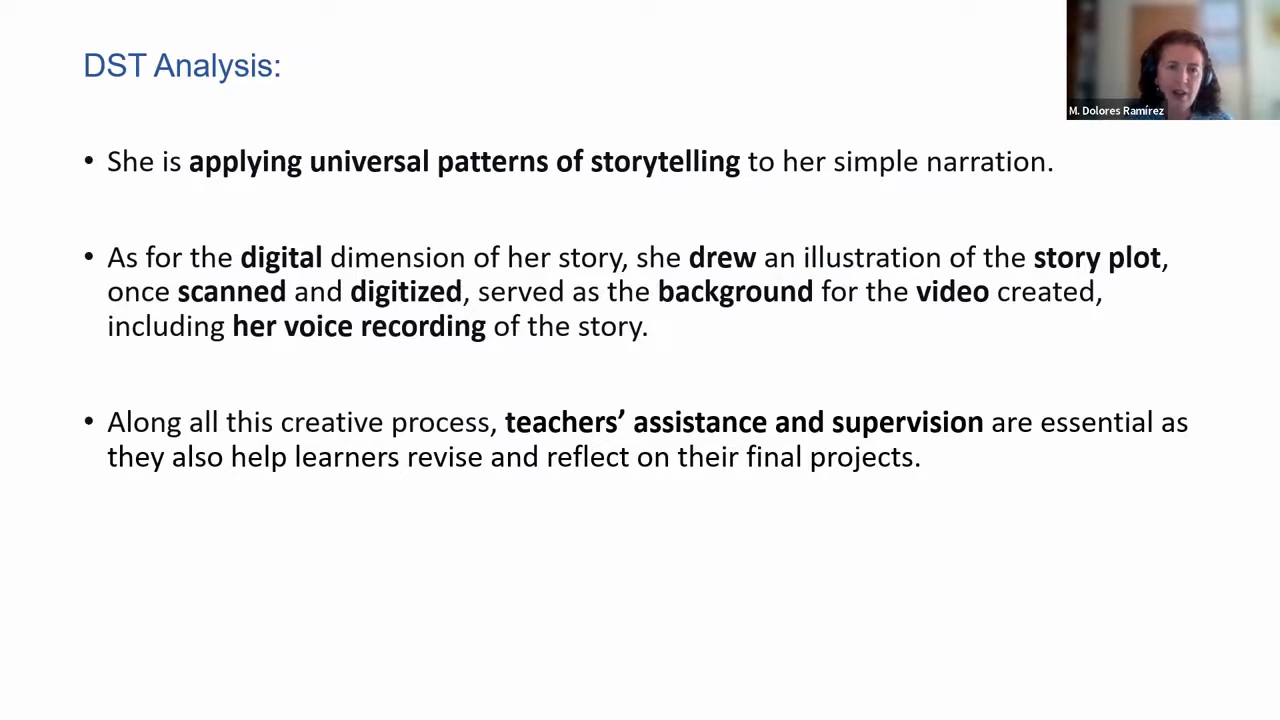 DST Analysis:
M. Dolores Ramírez
• She is applying universal patterns of storytelling to her simple narration.
• As for the digital dimension of her story, she drew an illustration of the story plot,
once scanned and digitized, served as the background for the video created,
including her voice recording of the story.
• Along all this creative process, teachers’ assistance and supervision are essential as
they also help learners revise and reflect on their final projects.